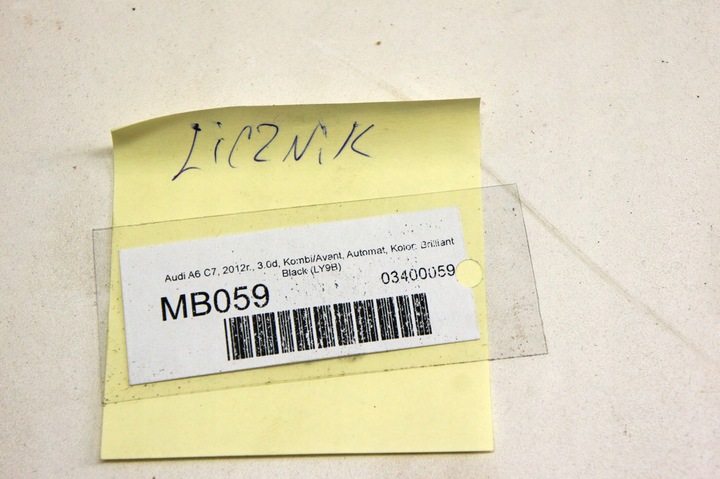 LiCZNiK
Audi A6 C7, 2012r., 3.0d, Kombi/Avant, Automat, Kolor: Brilliant
Black (LY9B)
MB059
03400059